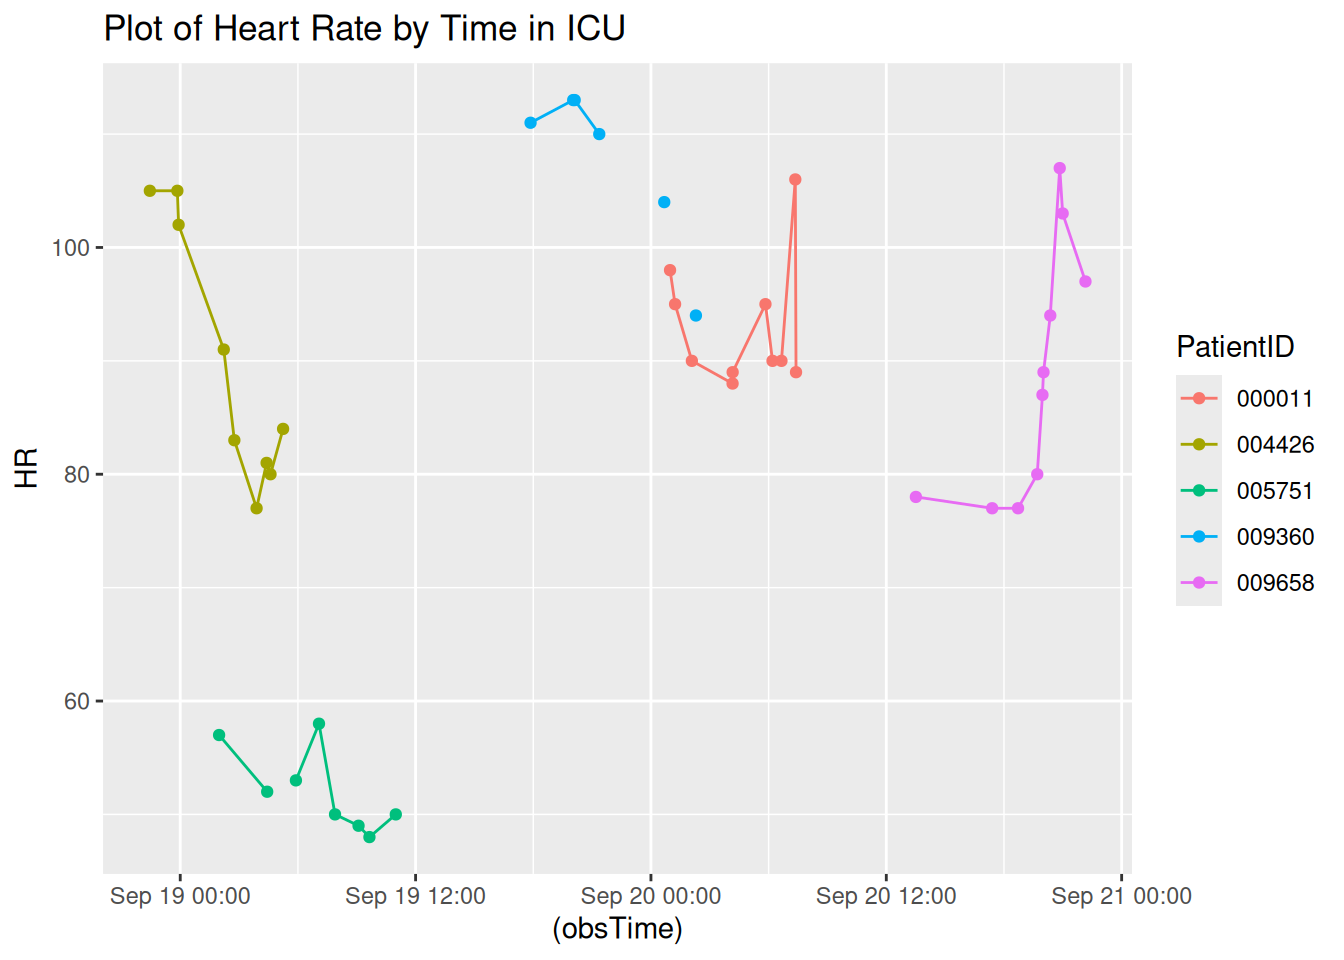 Plot of Heart Rate by Time in ICU
HR
100
80
60
Sep 19 00:00
Sep 19 12:00
Sep 20 00:00
Sep 20 12:00
Sep 21 00:00
(obsTime)
PatientID
000011
004426
005751
009360
009658